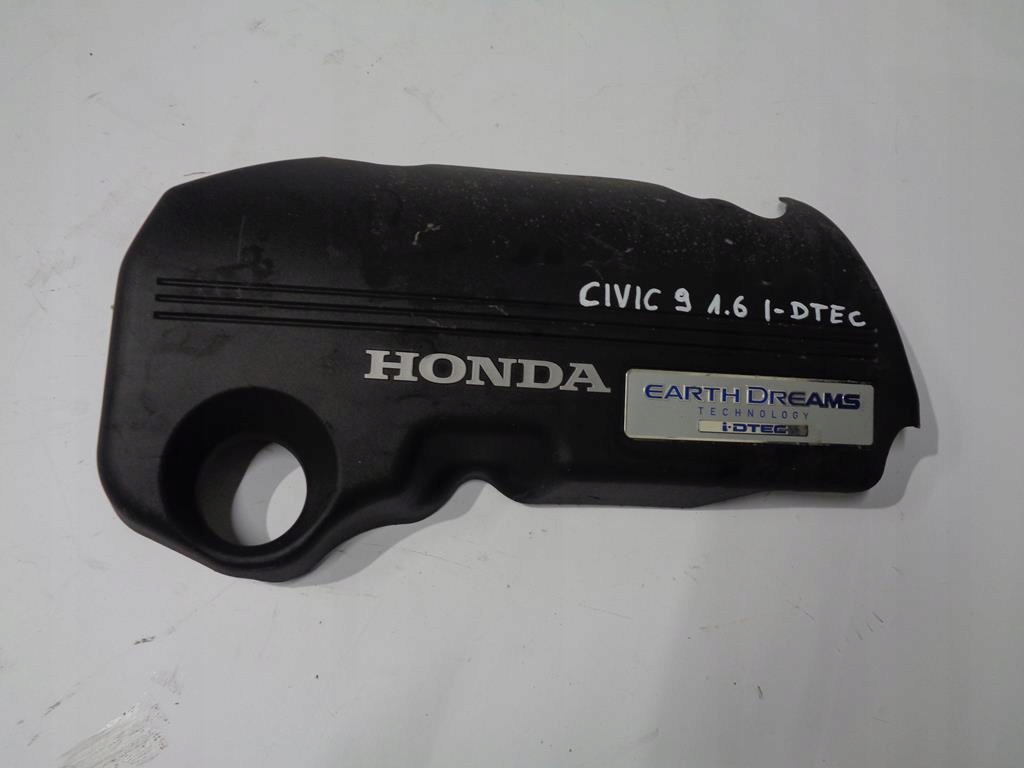 CIVIC 9 1.6 I-DTEC
HONDA
EARTH DREAMS
TECHNOLOGY
i-DTEC